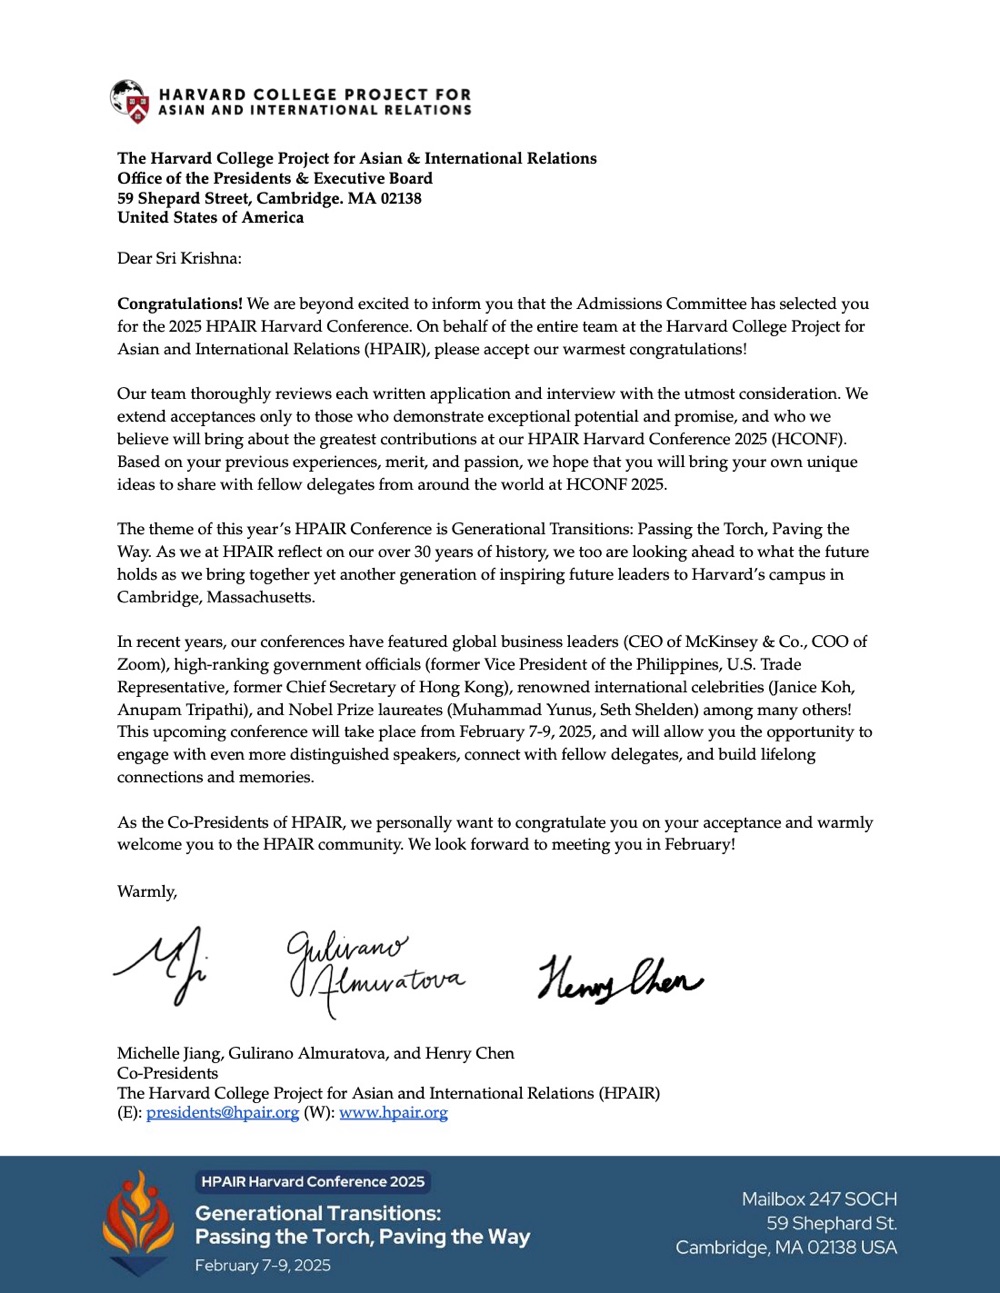 HARVARD COLLEGE PROJECT FOR
ASIAN AND INTERNATIONAL RELATIONS
The Harvard College Project for Asian & International Relations
Office of the Presidents & Executive Board
59 Shepard Street, Cambridge. MA 02138
United States of America
Dear Sri Krishna:
Congratulations! We are beyond excited to inform you that the Admissions Committee has selected you
for the 2025 HPAIR Harvard Conference. On behalf of the entire team at the Harvard College Project for
Asian and International Relations (HPAIR), please accept our warmest congratulations!
Our team thoroughly reviews each written application and interview with the utmost consideration. We
extend acceptances only to those who demonstrate exceptional potential and promise, and who we
believe will bring about the greatest contributions at our HPAIR Harvard Conference 2025 (HCONF).
Based on your previous experiences, merit, and passion, we hope that you will bring your own unique
ideas to share with fellow delegates from around the world at HCONF 2025.
The theme of this year’s HPAIR Conference is Generational Transitions: Passing the Torch, Paving the
Way. As we at HPAIR reflect on our over 30 years of history, we too are looking ahead to what the future
holds as we bring together yet another generation of inspiring future leaders to Harvard’s campus in
Cambridge, Massachusetts.
In recent years, our conferences have featured global business leaders (CEO of McKinsey & Co., COO of
Zoom), high-ranking government officials (former Vice President of the Philippines, U.S. Trade
Representative, former Chief Secretary of Hong Kong), renowned international celebrities (Janice Koh,
Anupam Tripathi), and Nobel Prize laureates (Muhammad Yunus, Seth Shelden) among many others!
This upcoming conference will take place from February 7-9, 2025, and will allow you the opportunity to
engage with even more distinguished speakers, connect with fellow delegates, and build lifelong
connections and memories.
As the Co-Presidents of HPAIR, we personally want to congratulate you on your acceptance and warmly
welcome you to the HPAIR community. We look forward to meeting you in February!
Warmly,
Gulirano
Almuratova
Henry Chen
Michelle Jiang, Gulirano Almuratova, and Henry Chen
Co-Presidents
The Harvard College Project for Asian and International Relations (HPAIR)
(E): presidents@hpair.org (W): www.hpair.org
HPAIR Harvard Conference 2025
Generational Transitions:
Passing the Torch, Paving the Way
February 7-9, 2025
Mailbox 247 SOCH
59 Shephard St.
Cambridge, MA 02138 USA